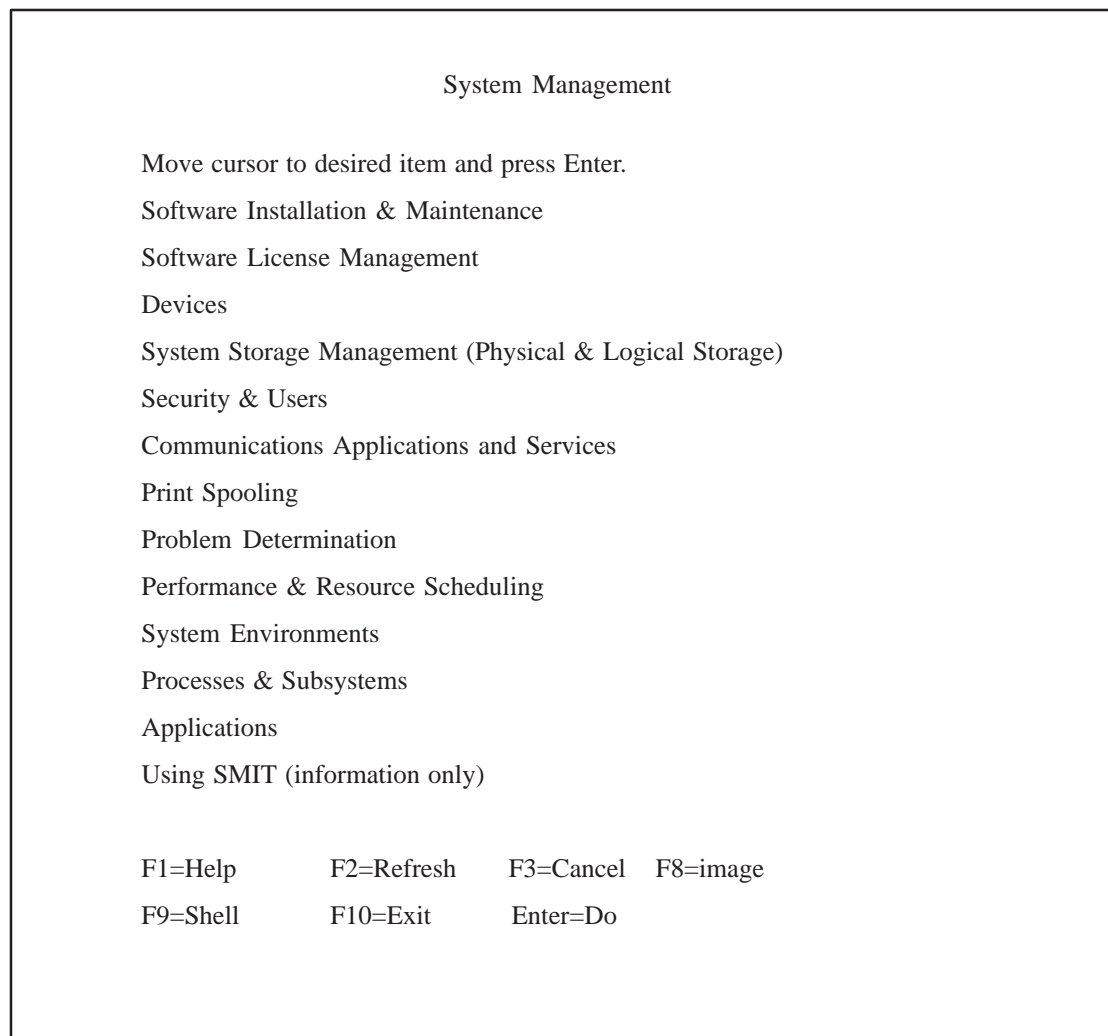 System Management
Move cursor to desired item and press Enter.
Software Installation & Maintenance
Software License Management
Devices
System Storage Management (Physical & Logical Storage)
Security & Users
Communications Applications and Services
Print Spooling
Problem Determination
Performance & Resource Scheduling
System Environments
Processes & Subsystems
Applications
Using SMIT (information only)
F1=Help F2=Refresh F3=Cancel F8=image
F9=Shell F10=Exit Enter=Do